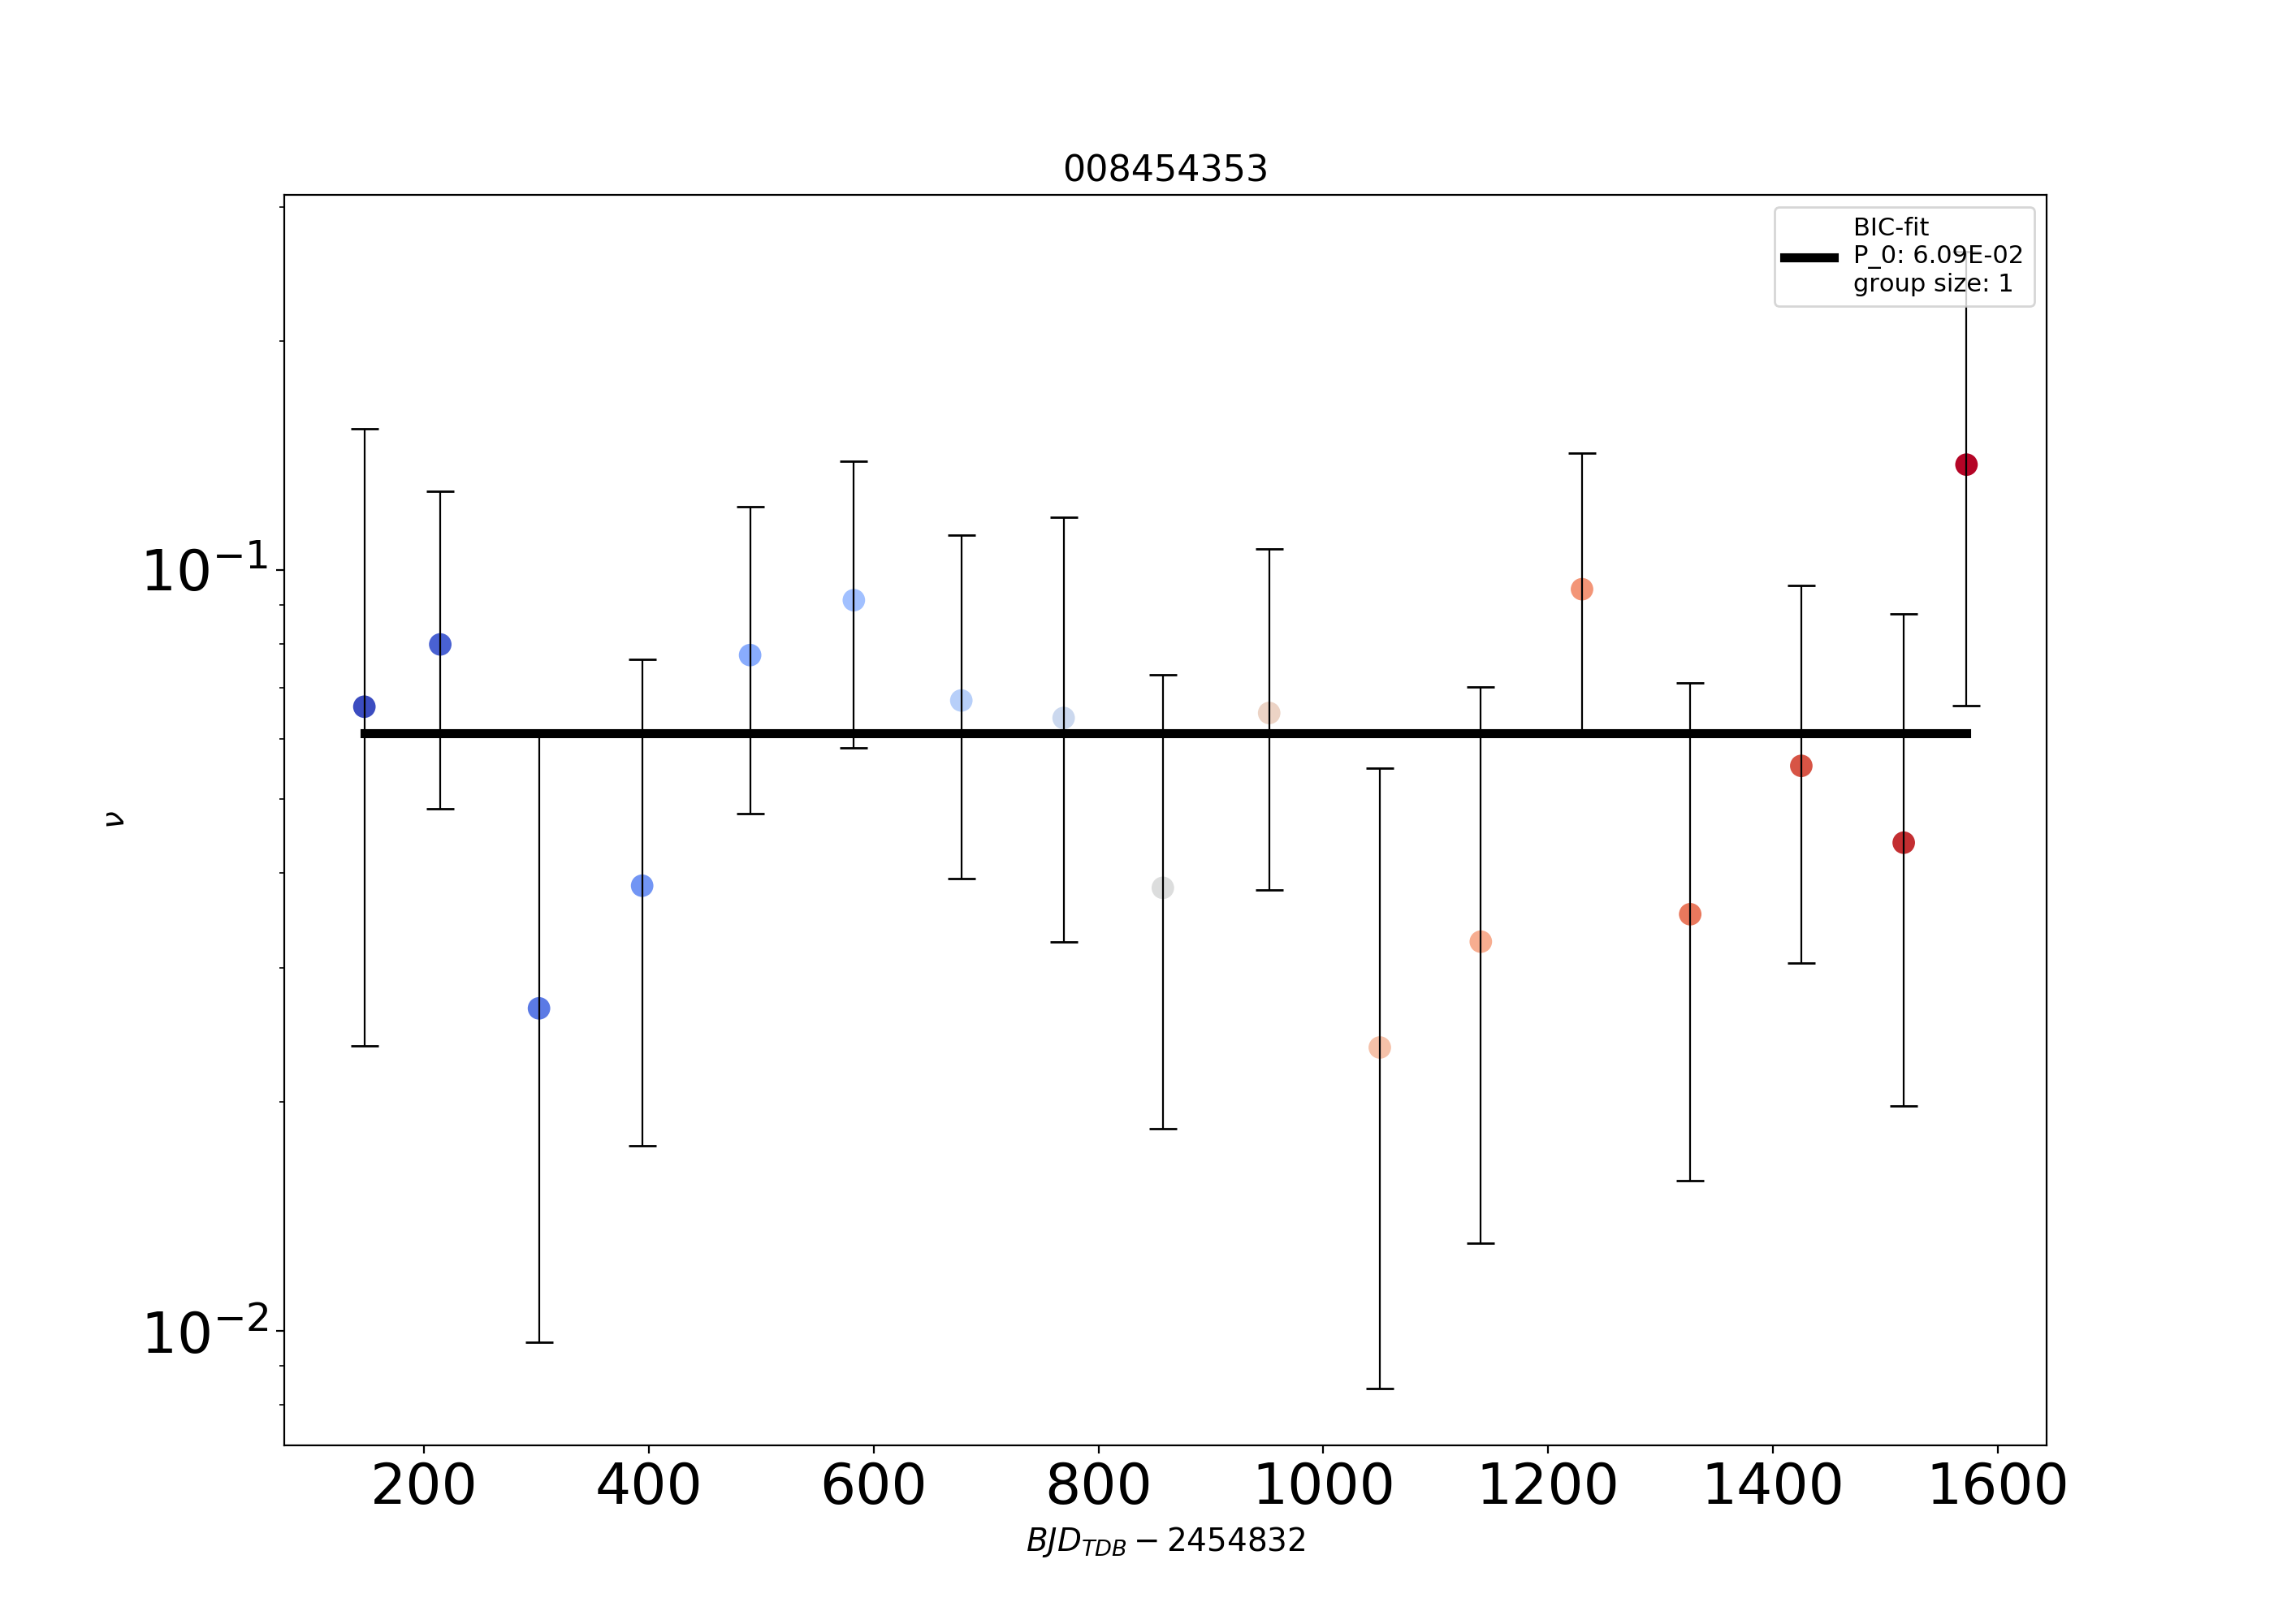 008454353
BIC-fit
P_0: 6.09E-02
group size: 1
ν
10⁻¹
10⁻²
200 400 600 800 1000 1200 1400 1600
BJD_TDB − 2454832